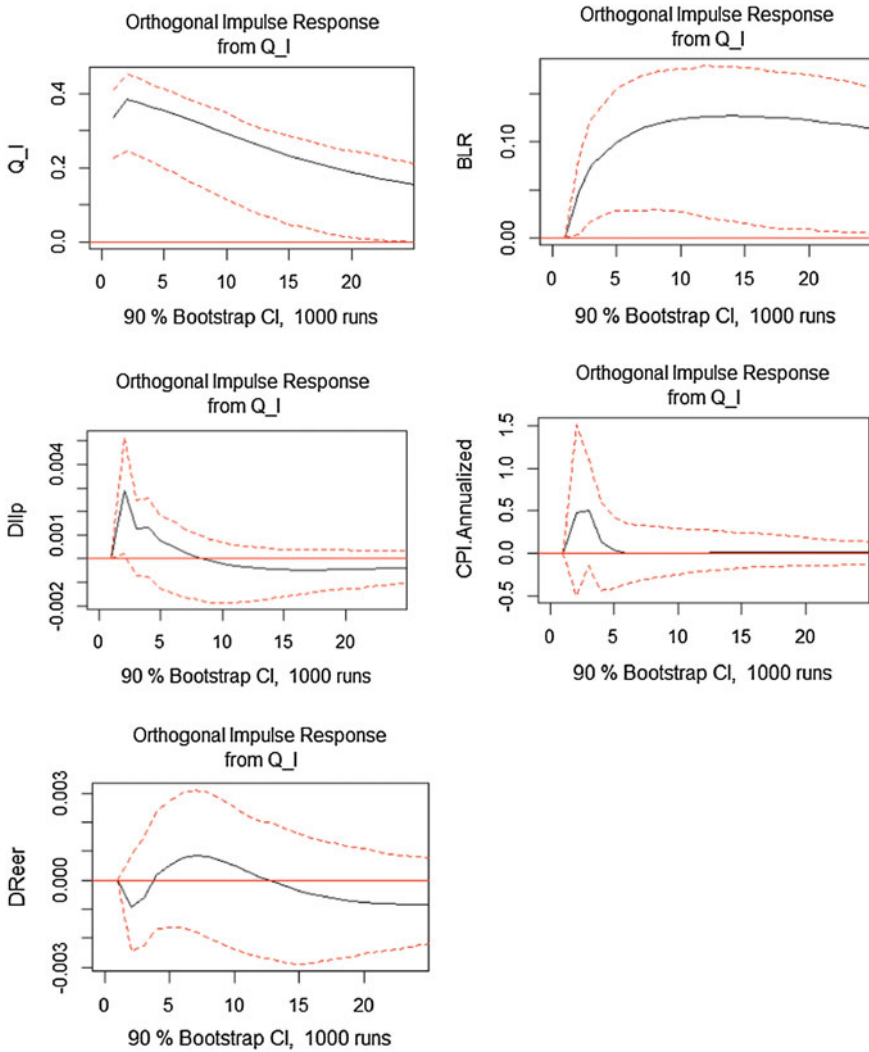 Orthogonal Impulse Response
from Q_I
Q_I
0.4
0.2
0.0
0 5 10 15 20
90 % Bootstrap CI, 1000 runs
Orthogonal Impulse Response
from Q_I
BLR
0.10
0.00
0 5 10 15 20
90 % Bootstrap CI, 1000 runs
Orthogonal Impulse Response
from Q_I
DIIp
0.004
0.001
-0.002
0 5 10 15 20
90 % Bootstrap CI, 1000 runs
Orthogonal Impulse Response
from Q_I
CPI.Annualized
1.5
1.0
0.5
0.0
-0.5
0 5 10 15 20
90 % Bootstrap CI, 1000 runs
Orthogonal Impulse Response
from Q_I
DReer
0.003
0.000
-0.003
0 5 10 15 20
90 % Bootstrap CI, 1000 runs